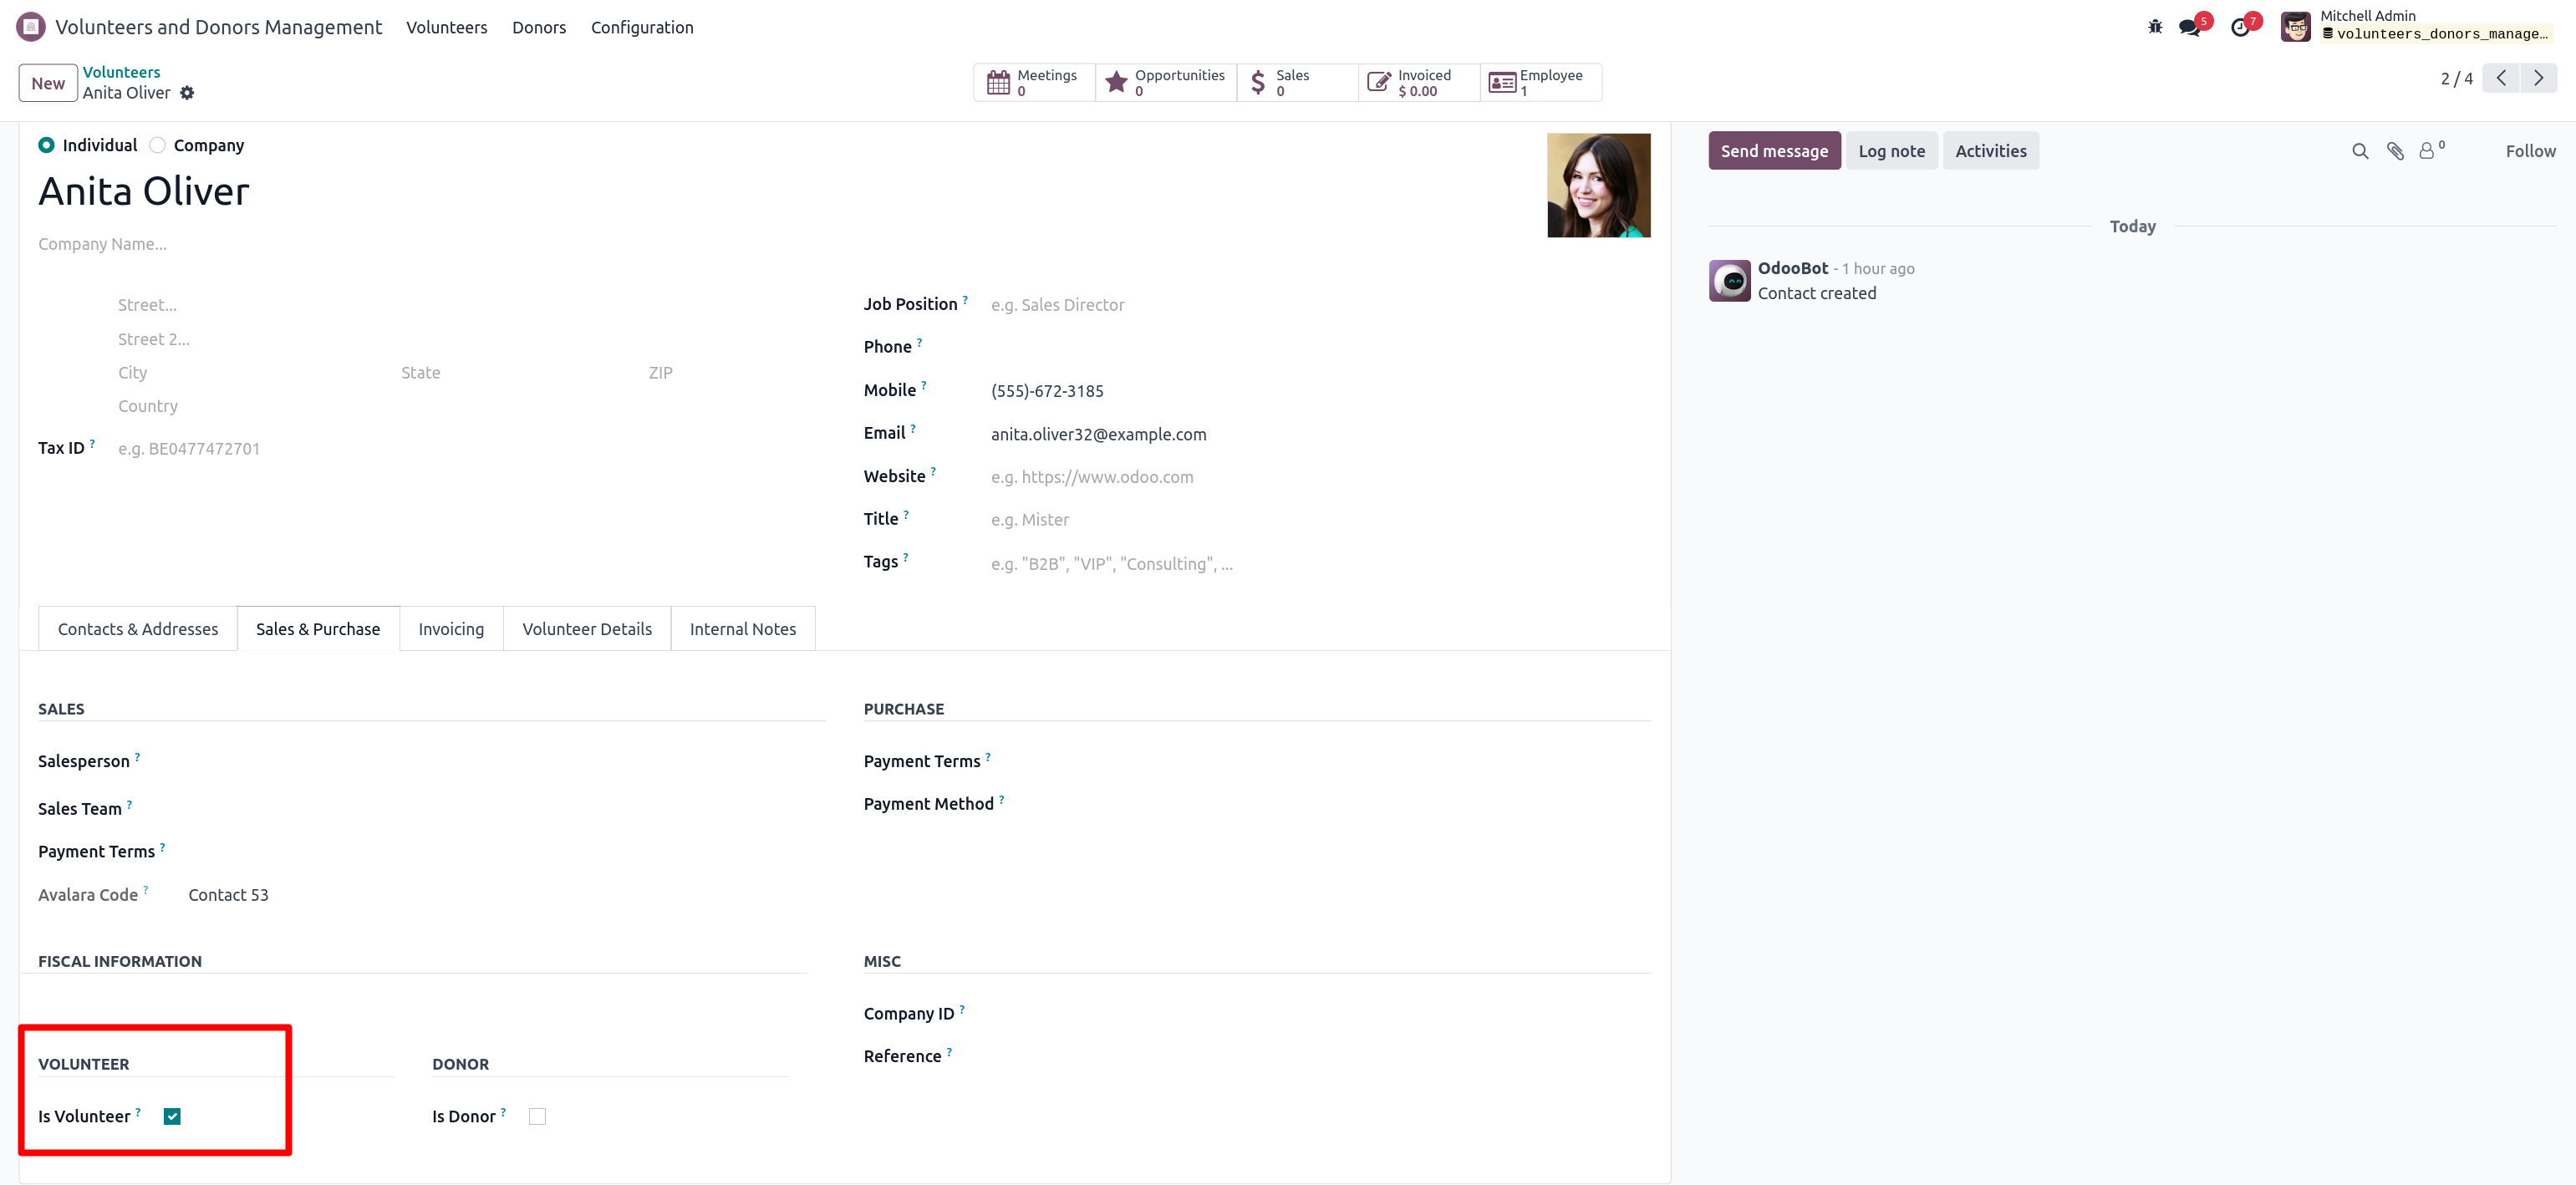 Volunteers and Donors Management Volunteers Donors Configuration 5 7 Mitchell Admin
volunteers_donors_manage...
New Volunteers
Anita Oliver
Meetings
0
Opportunities
0
Sales
0
Invoiced
$ 0.00
Employee
1
2 / 4
Individual Company
Anita Oliver
Company Name...
Street...
Street 2...
City State ZIP
Country
Tax ID ? e.g. BE0477472701
Job Position ? e.g. Sales Director
Phone ?
Mobile ? (555)-672-3185
Email ? anita.oliver32@example.com
Website ? e.g. https://www.odoo.com
Title ? e.g. Mister
Tags ? e.g. "B2B", "VIP", "Consulting", ...
Contacts & Addresses Sales & Purchase Invoicing Volunteer Details Internal Notes
SALES
Salesperson ?
Sales Team ?
Payment Terms ?
Avalara Code ? Contact 53
PURCHASE
Payment Terms ?
Payment Method ?
FISCAL INFORMATION
MISC
Company ID ?
Reference ?
VOLUNTEER
Is Volunteer ?
DONOR
Is Donor ?
Send message Log note Activities 0 Follow
Today
OdooBot - 1 hour ago
Contact created